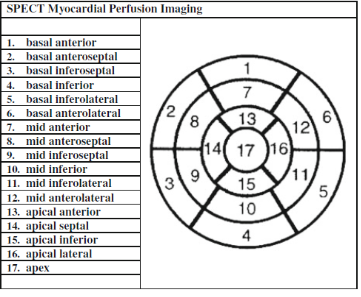 SPECT Myocardial Perfusion Imaging
1. basal anterior
2. basal anteroseptal
3. basal inferoseptal
4. basal inferior
5. basal inferolateral
6. basal anterolateral
7. mid anterior
8. mid anteroseptal
9. mid inferoseptal
10. mid inferior
11. mid inferolateral
12. mid anterolateral
13. apical anterior
14. apical septal
15. apical inferior
16. apical lateral
17. apex
1
7
2
8
13
12
6
14
17
16
3
9
15
11
5
10
4